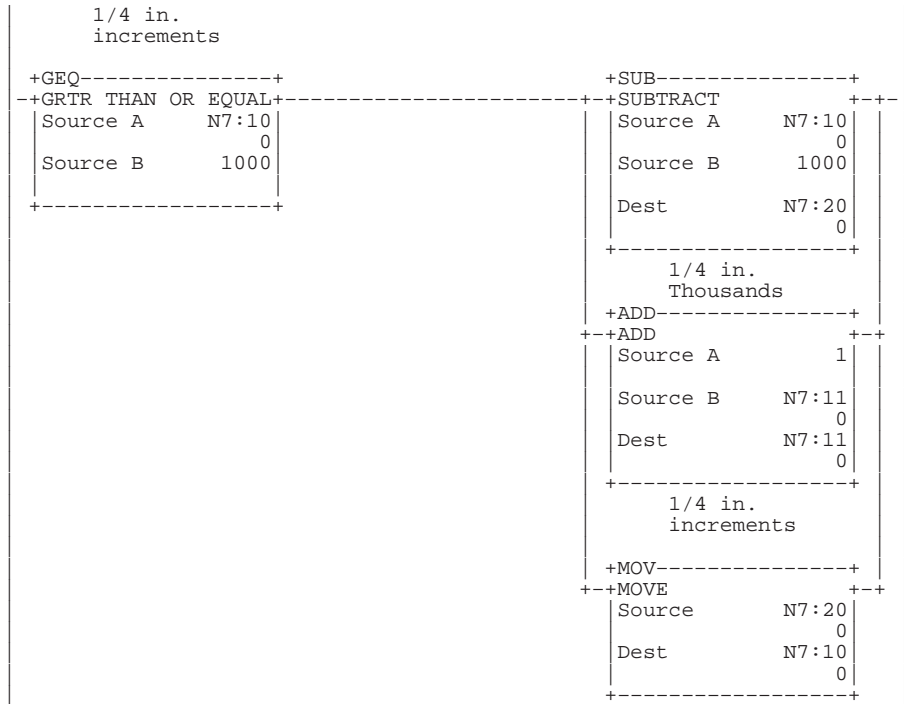 1/4 in.
increments
+GEQ---------------+ +SUB---------------+
-+GRTR THAN OR EQUAL+-----------------------+-+SUBTRACT +-+-
|Source A N7:10| |Source A N7:10|
0| 0|
|Source B 1000| |Source B 1000|
+------------------+ |Dest N7:20|
0|
+------------------+
1/4 in.
Thousands
+ADD---------------+
+-+ADD +-+
|Source A 1|
|Source B N7:11|
0|
|Dest N7:11|
0|
+------------------+
1/4 in.
increments
+MOV---------------+
+-+MOVE +-+
|Source N7:20|
0|
|Dest N7:10|
0|
+------------------+